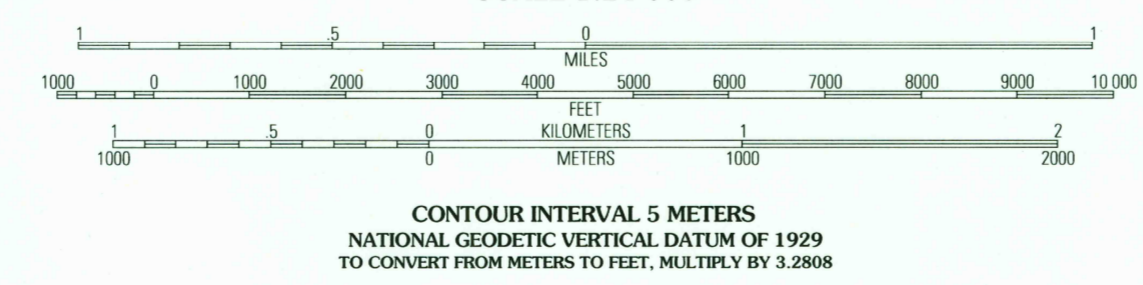 1 .5 0 1
MILES
1000 0 1000 2000 3000 4000 5000 6000 7000 8000 9000 10 000
FEET
1 .5 0 KILOMETERS 1 2
1000 0 METERS 1000 2000
CONTOUR INTERVAL 5 METERS
NATIONAL GEODETIC VERTICAL DATUM OF 1929
TO CONVERT FROM METERS TO FEET, MULTIPLY BY 3.2808